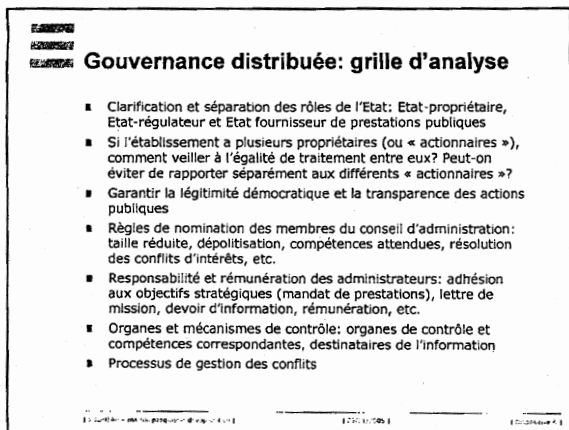 Gouvernance distribuée: grille d'analyse
Clarification et séparation des rôles de l'Etat: Etat-propriétaire,
Etat-régulateur et Etat fournisseur de prestations publiques
Si l'établissement a plusieurs propriétaires (ou « actionnaires »),
comment veiller à l'égalité de traitement entre eux? Peut-on
éviter de rapporter séparément aux différents « actionnaires »?
Garantir la légitimité démocratique et la transparence des actions
publiques
Règles de nomination des membres du conseil d'administration:
taille réduite, dépolitisation, compétences attendues, résolution
des conflits d'intérêts, etc.
Responsabilité et rémunération des administrateurs: adhésion
aux objectifs stratégiques (mandat de prestations), lettre de
mission, devoir d'information, rémunération, etc.
Organes et mécanismes de contrôle: organes de contrôle et
compétences correspondantes, destinataires de l'information
Processus de gestion des conflits